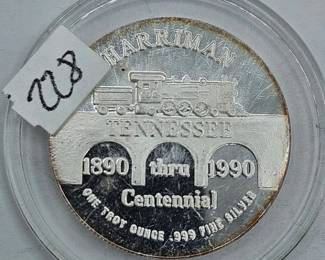 228
HARRIMAN
TENNESSEE
1890 thru 1990
Centennial
ONE TROY OUNCE .999 FINE SILVER